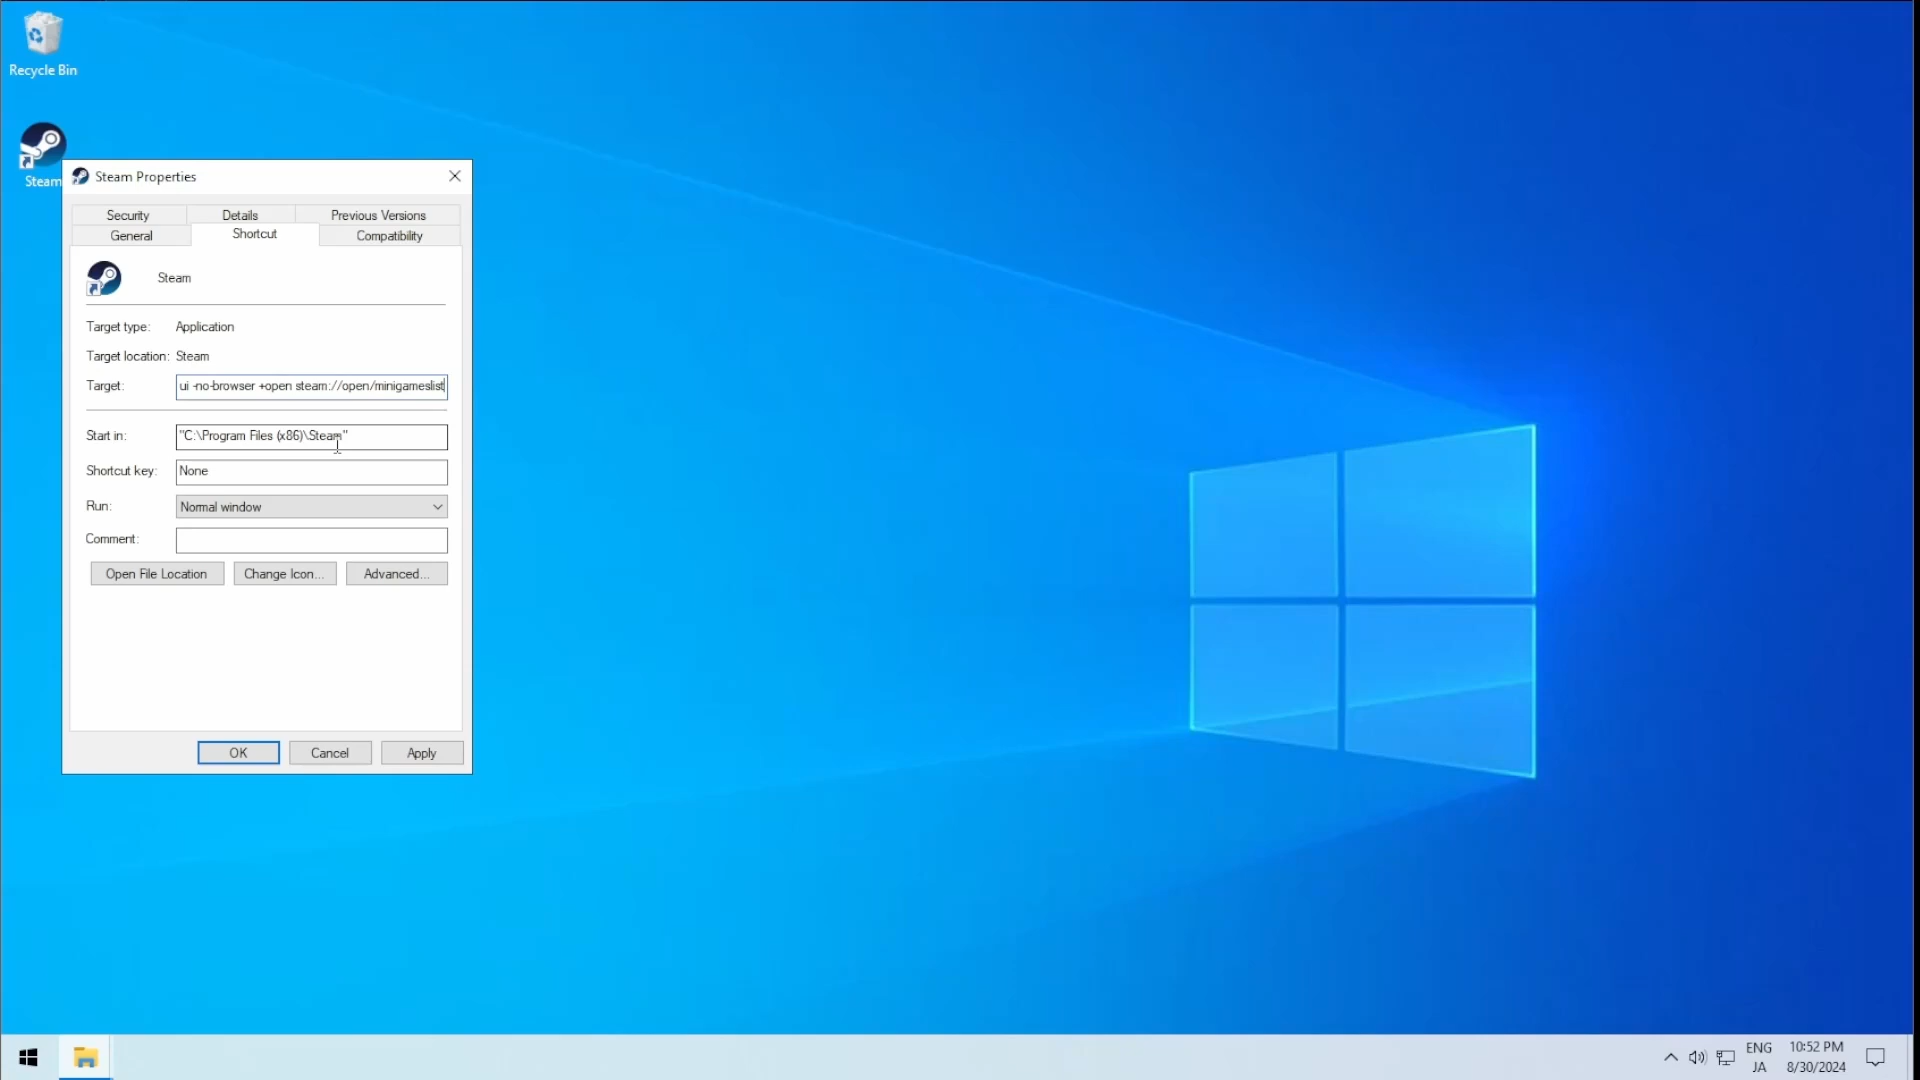 Recycle Bin
Steam
Steam Properties
Security Details Previous Versions
General Shortcut Compatibility
Steam
Target type: Application
Target location: Steam
Target: ui -no-browser +open steam://open/minigameslist
Start in: "C:\Program Files (x86)\Steam"
Shortcut key: None
Run: Normal window
Comment:
Open File Location Change Icon... Advanced...
OK Cancel Apply
ENG 10:52 PM
JA 8/30/2024